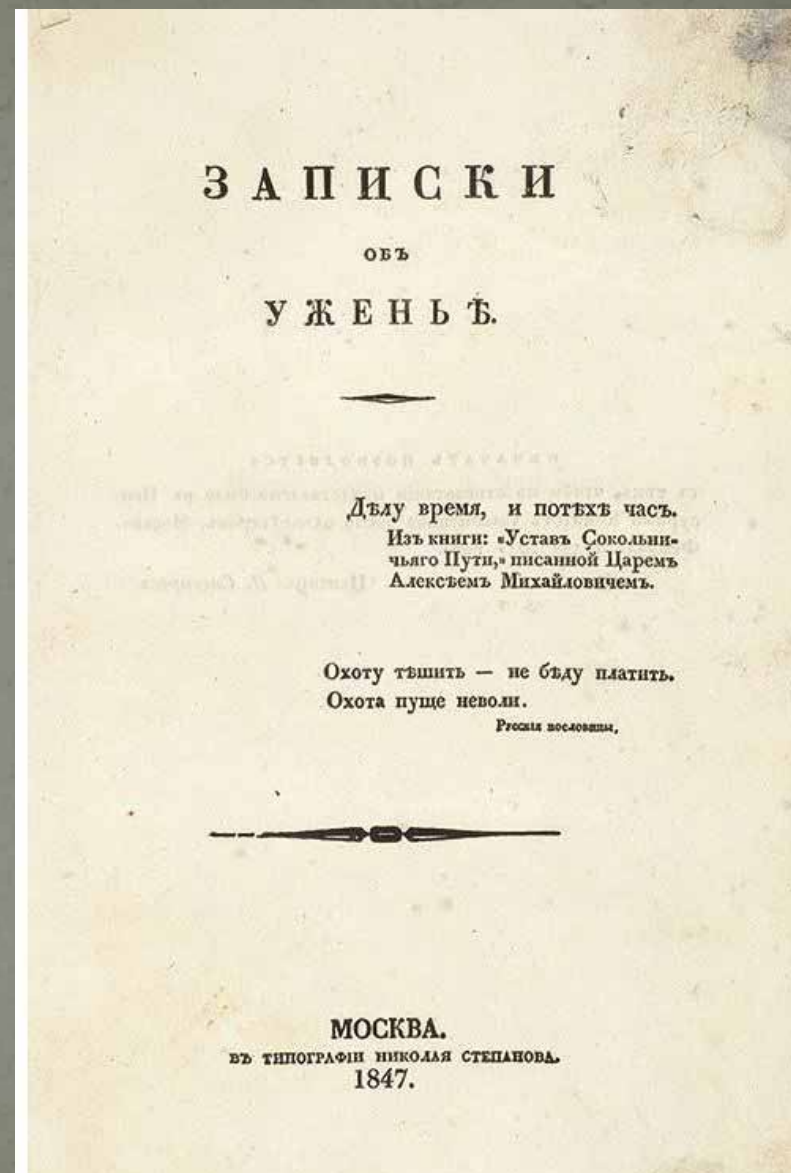 ЗАПИСКИ
ОБЪ
УЖЕНЬѢ.
Дѣлу время, и потѣхѣ часъ.
Изъ книги: «Уставъ Сокольни-
чьяго Пути,» писанной Царемъ
Алексѣемъ Михайловичемъ.
Охоту тѣшить — не бѣду платить.
Охота пуще неволи.
Рускія пословицы,
МОСКВА.
ВЪ ТИПОГРАФІИ НИКОЛАЯ СТЕПАНОВА.
1847.